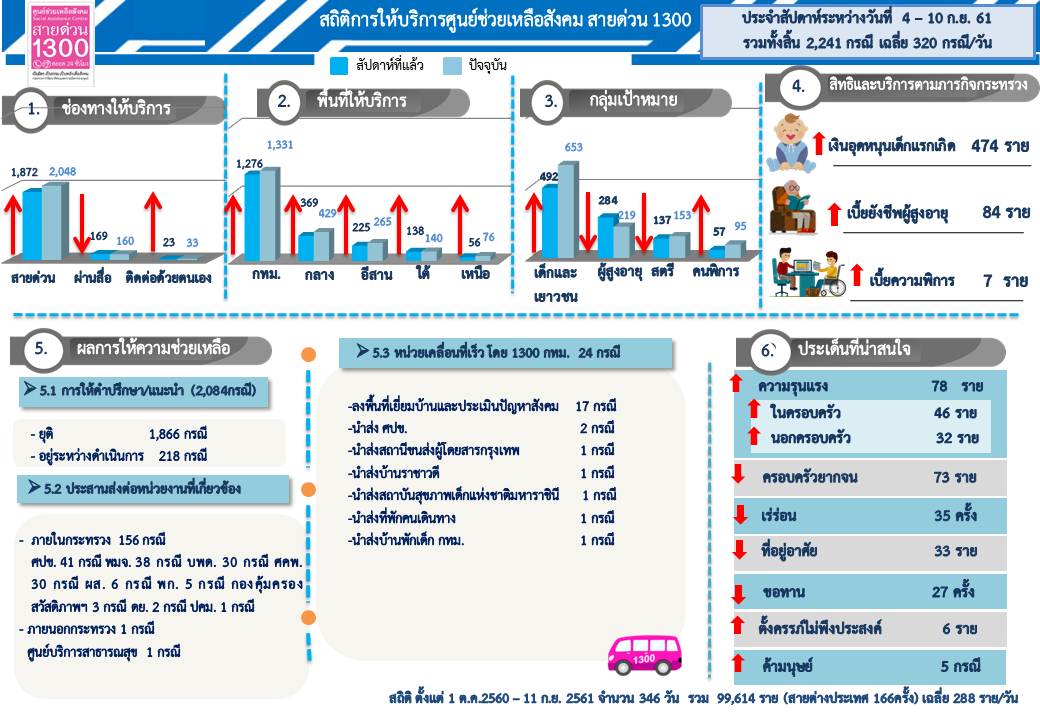 ศูนย์ช่วยเหลือสังคม
Social Assistance Center
สายด่วน
1300
ตลอด 24 ชั่วโมง
สถิติการให้บริการศูนย์ช่วยเหลือสังคม สายด่วน 1300
ประจำสัปดาห์ระหว่างวันที่ 4 – 10 ก.ย. 61
รวมทั้งสิ้น 2,241 กรณี เฉลี่ย 320 กรณี/วัน
สัปดาห์ที่แล้ว ปัจจุบัน
1. ช่องทางให้บริการ
1,872 2,048
169 160
23 33
สายด่วน ผ่านสื่อ ติดต่อด้วยตนเอง
2. พื้นที่ให้บริการ
1,276 1,331
369 429
225 265
138 140
56 76
กทม. กลาง อีสาน ใต้ เหนือ
3. กลุ่มเป้าหมาย
492 653
284 219
137 153
57 95
เด็กและเยาวชน ผู้สูงอายุ สตรี คนพิการ
4. สิทธิและบริการตามภารกิจกระทรวง
เงินอุดหนุนเด็กแรกเกิด 474 ราย
เบี้ยยังชีพผู้สูงอายุ 84 ราย
เบี้ยความพิการ 7 ราย
5. ผลการให้ความช่วยเหลือ
5.1 การให้คำปรึกษา/แนะนำ (2,084กรณี)
- ยุติ 1,866 กรณี
- อยู่ระหว่างดำเนินการ 218 กรณี
5.2 ประสานส่งต่อหน่วยงานที่เกี่ยวข้อง
- ภายในกระทรวง 156 กรณี
ศปข. 41 กรณี พมจ. 38 กรณี บพด. 30 กรณี ศคพ.
30 กรณี ผส. 6 กรณี พก. 5 กรณี กองคุ้มครอง
สวัสดิภาพฯ 3 กรณี ดย. 2 กรณี ปคม. 1 กรณี
- ภายนอกกระทรวง 1 กรณี
ศูนย์บริการสาธารณสุข 1 กรณี
5.3 หน่วยเคลื่อนที่เร็ว โดย 1300 กทม. 24 กรณี
-ลงพื้นที่เยี่ยมบ้านและประเมินปัญหาสังคม 17 กรณี
-นำส่ง ศปข. 2 กรณี
-นำส่งสถานีขนส่งผู้โดยสารกรุงเทพ 1 กรณี
-นำส่งบ้านราชาวดี 1 กรณี
-นำส่งสถาบันสุขภาพเด็กแห่งชาติมหาราชินี 1 กรณี
-นำส่งที่พักคนเดินทาง 1 กรณี
-นำส่งบ้านพักเด็ก กทม. 1 กรณี
1300
6. ประเด็นที่น่าสนใจ
ความรุนแรง 78 ราย
ในครอบครัว 46 ราย
นอกครอบครัว 32 ราย
ครอบครัวยากจน 73 ราย
เร่ร่อน 35 ครั้ง
ที่อยู่อาศัย 33 ราย
ขอทาน 27 ครั้ง
ตั้งครรภ์ไม่พึงประสงค์ 6 ราย
ค้ามนุษย์ 5 กรณี
สถิติ ตั้งแต่ 1 ต.ค.2560 – 11 ก.ย. 2561 จำนวน 346 วัน รวม 99,614 ราย (สายต่างประเทศ 166ครั้ง) เฉลี่ย 288 ราย/วัน